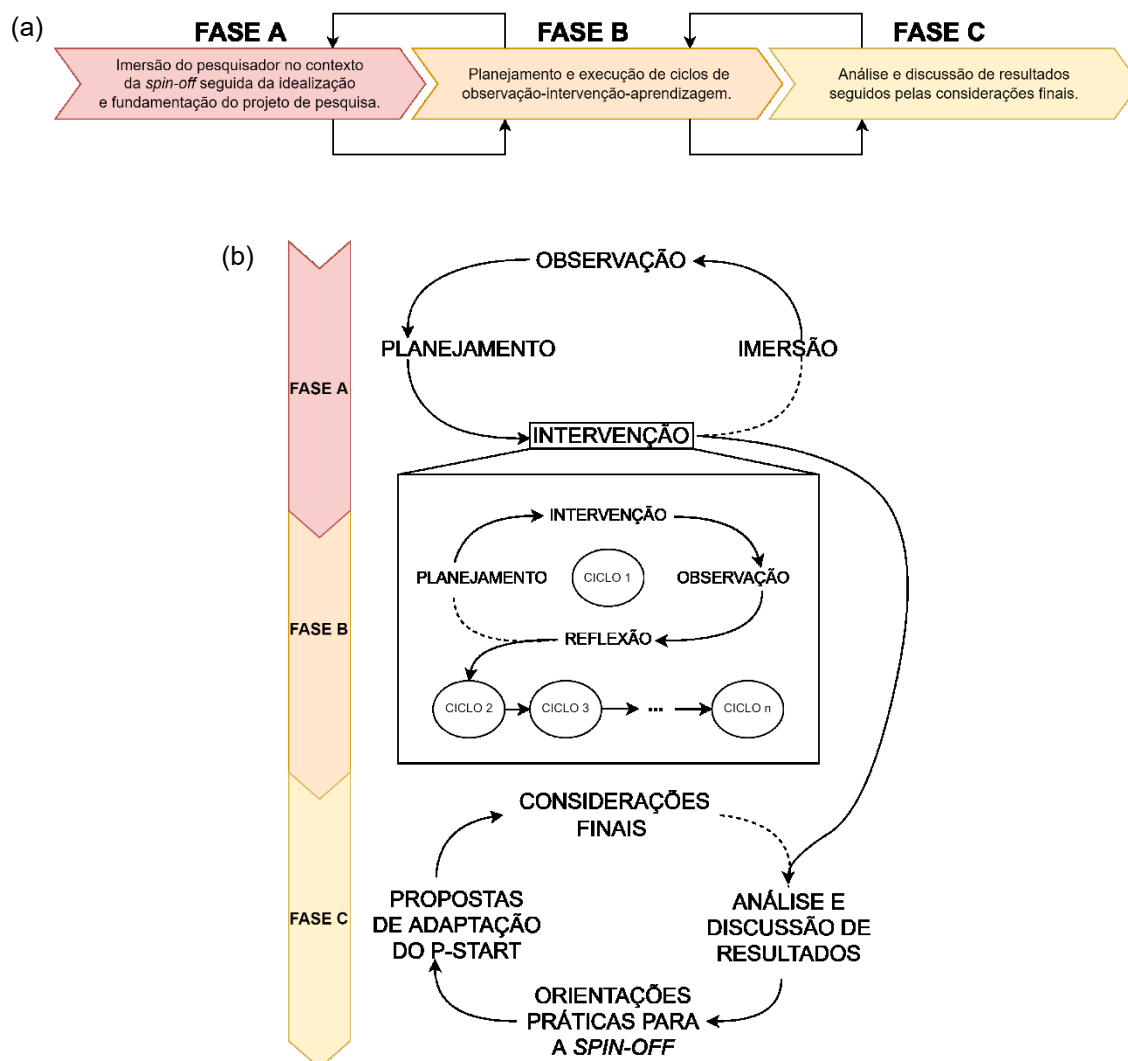 (a)
FASE A
FASE B
FASE C
Imersão do pesquisador no contexto
da spin-off seguida da idealização
e fundamentação do projeto de pesquisa.
Planejamento e execução de ciclos de
observação-intervenção-aprendizagem.
Análise e discussão de resultados
seguidos pelas considerações finais.
(b)
FASE A
OBSERVAÇÃO
PLANEJAMENTO
IMERSÃO
INTERVENÇÃO
FASE B
INTERVENÇÃO
PLANEJAMENTO
CICLO 1
OBSERVAÇÃO
REFLEXÃO
CICLO 2
CICLO 3
...
CICLO n
FASE C
CONSIDERAÇÕES
FINAIS
PROPOSTAS
DE ADAPTAÇÃO
DO P-START
ANÁLISE E
DISCUSSÃO DE
RESULTADOS
ORIENTAÇÕES
PRÁTICAS PARA
A SPIN-OFF